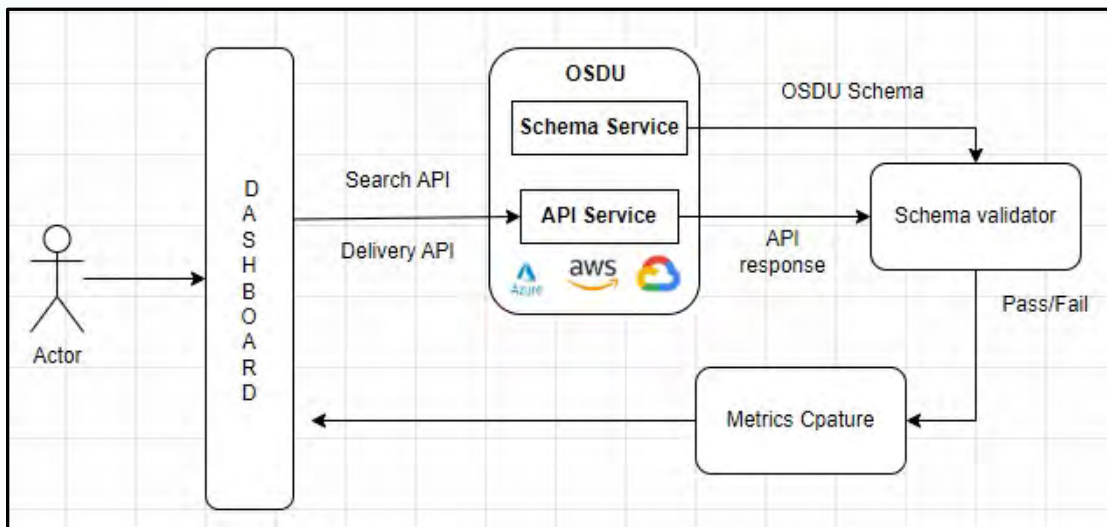 OSDU
OSDU Schema
Schema Service
DASHBOARD
Search API
API Service
Schema validator
Delivery API
API
response
Azure
aws
Pass/Fail
Actor
Metrics Cpature